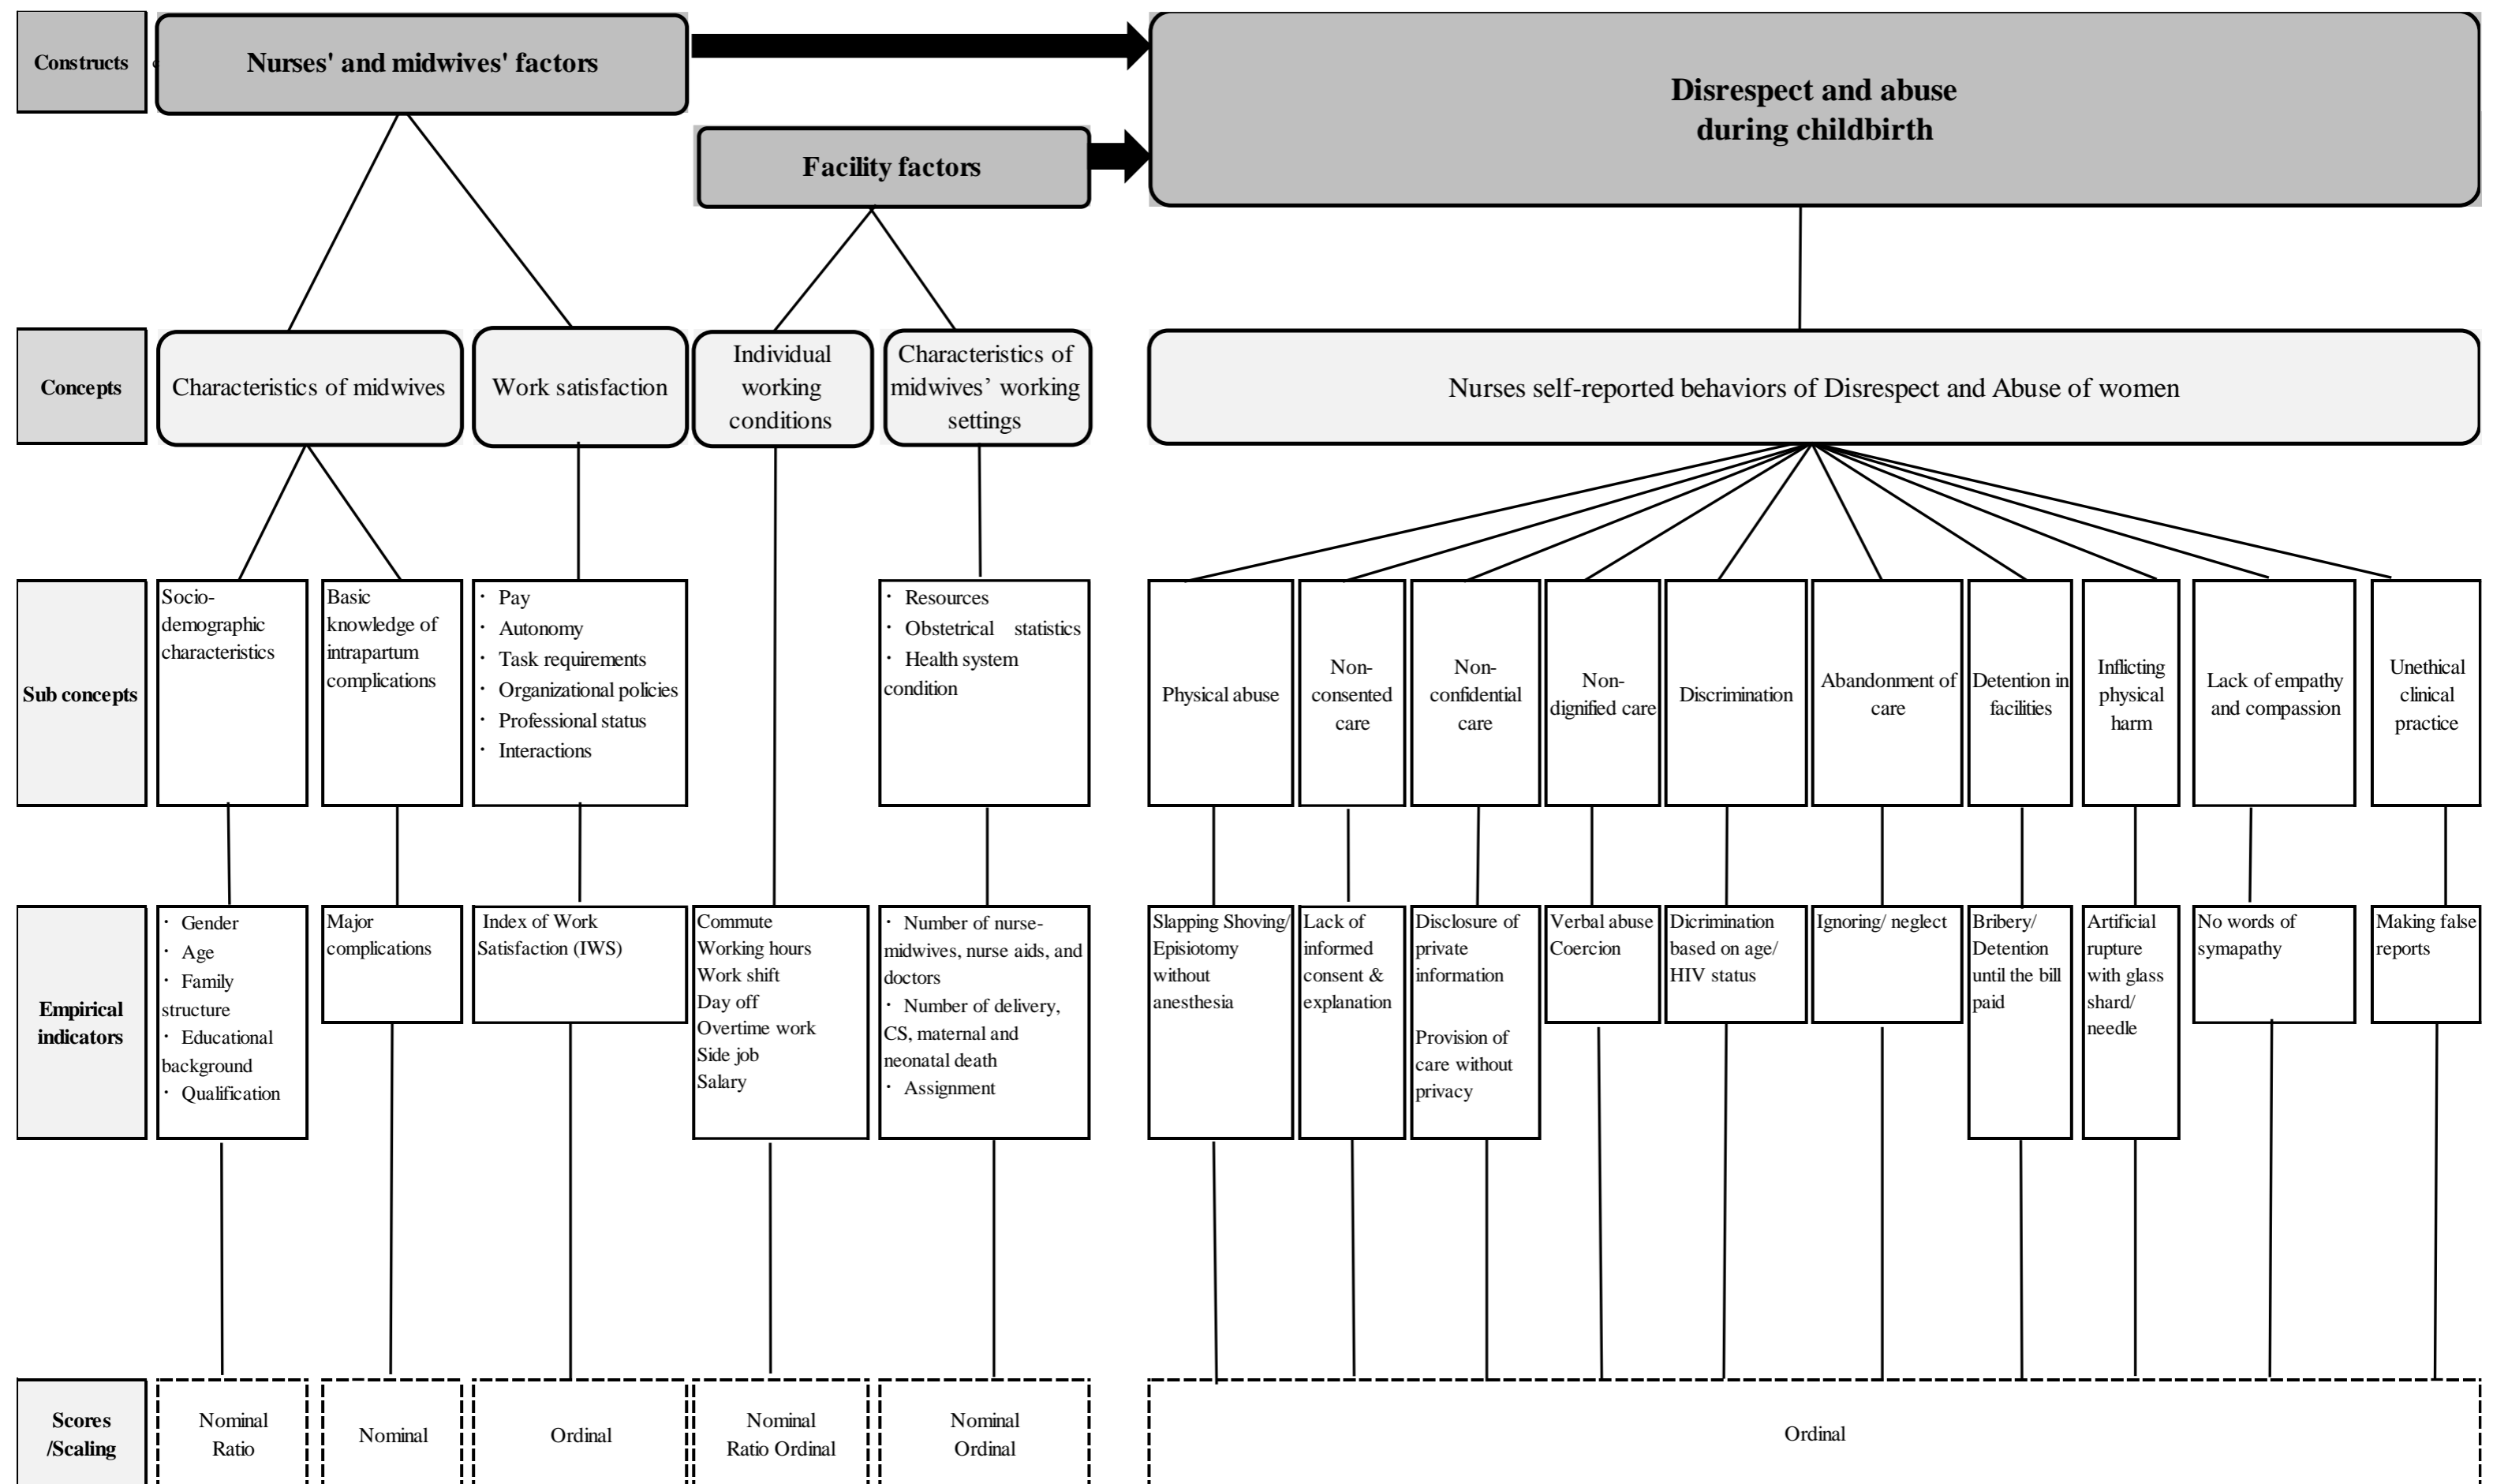 Constructs
Nurses' and midwives' factors
Disrespect and abuse
during childbirth
Facility factors
Concepts
Characteristics of midwives
Work satisfaction
Individual
working
conditions
Characteristics of
midwives’ working
settings
Nurses self-reported behaviors of Disrespect and Abuse of women
Sub concepts
Socio-
demographic
characteristics
Basic
knowledge of
intrapartum
complications
・ Pay
・ Autonomy
・ Task requirements
・ Organizational policies
・ Professional status
・ Interactions
・ Resources
・ Obstetrical statistics
・ Health system
condition
Physical abuse
Non-
consented
care
Non-
confidential
care
Non-
dignified care
Discrimination
Abandonment of
care
Detention in
facilities
Inflicting
physical
harm
Lack of empathy
and compassion
Unethical
clinical
practice
Empirical
indicators
・ Gender
・ Age
・ Family
structure
・ Educational
background
・ Qualification
Major
complications
Index of Work
Satisfaction (IWS)
Commute
Working hours
Work shift
Day off
Overtime work
Side job
Salary
・ Number of nurse-
midwives, nurse aids, and
doctors
・ Number of delivery,
CS, maternal and
neonatal death
・ Assignment
Slapping Shoving/
Episiotomy
without
anesthesia
Lack of
informed
consent &
explanation
Disclosure of
private
information
Provision of
care without
privacy
Verbal abuse
Coercion
Dicrimination
based on age/
HIV status
Ignoring/ neglect
Bribery/
Detention
until the bill
paid
Artificial
rupture
with glass
shard/
needle
No words of
symapathy
Making false
reports
Scores
/Scaling
Nominal
Ratio
Nominal
Ordinal
Nominal
Ratio Ordinal
Nominal
Ordinal
Ordinal